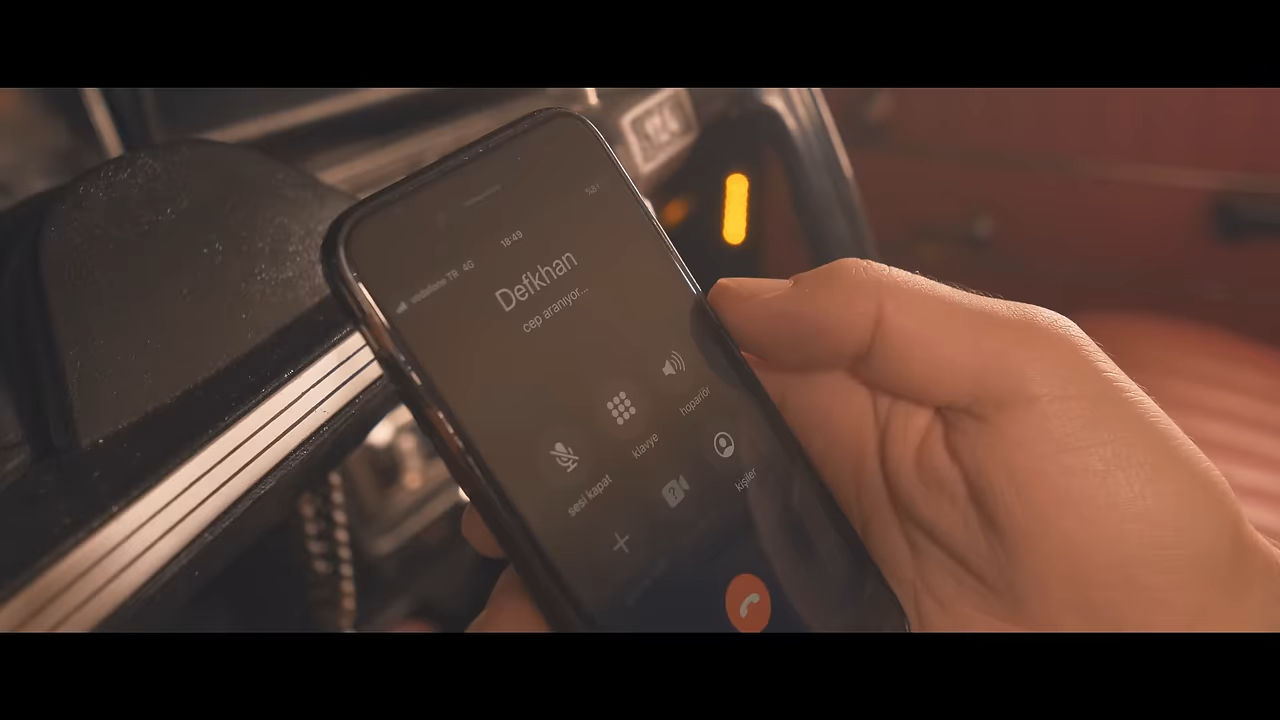 vodafone TR 4G
18:49
Defkhan
cep aranıyor...
sesi kapat
klavye
hoparlör
kişiler